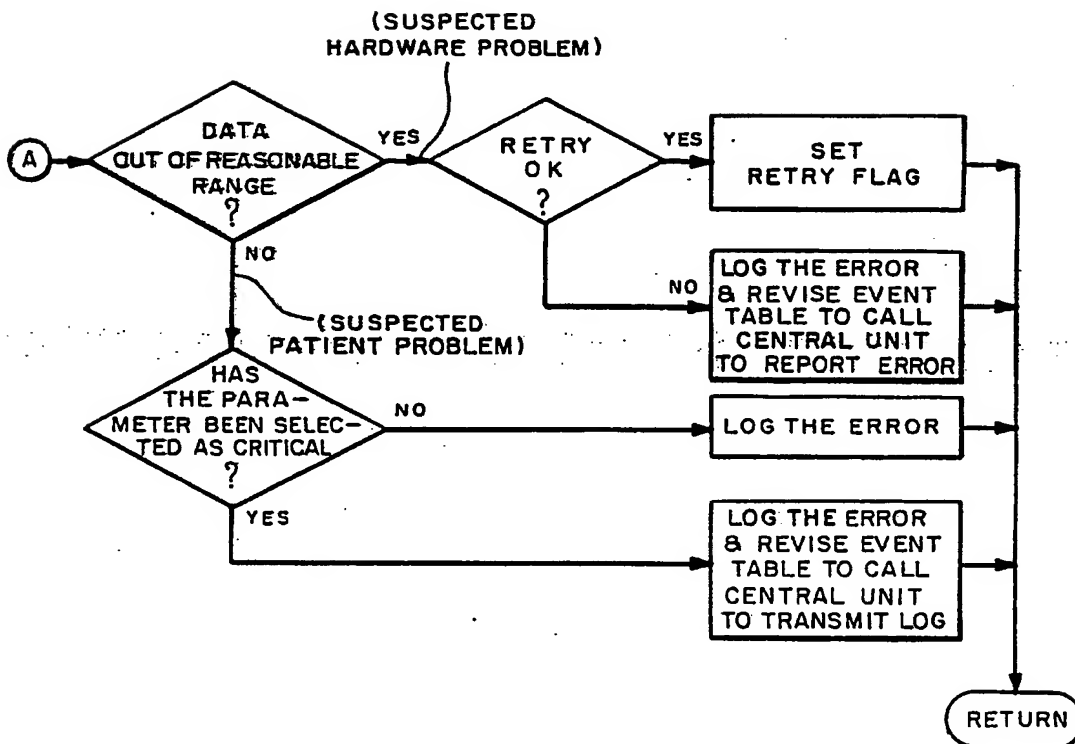 (SUSPECTED
HARDWARE PROBLEM)
A
DATA
OUT OF REASONABLE
RANGE
?
YES
RETRY
OK
?
YES
SET
RETRY FLAG
NO
(SUSPECTED
PATIENT PROBLEM)
NO
LOG THE ERROR
& REVISE EVENT
TABLE TO CALL
CENTRAL UNIT
TO REPORT ERROR
HAS
THE PARA-
METER BEEN SELEC-
TED AS CRITICAL
?
NO
LOG THE ERROR
YES
LOG THE ERROR
& REVISE EVENT
TABLE TO CALL
CENTRAL UNIT
TO TRANSMIT LOG
RETURN